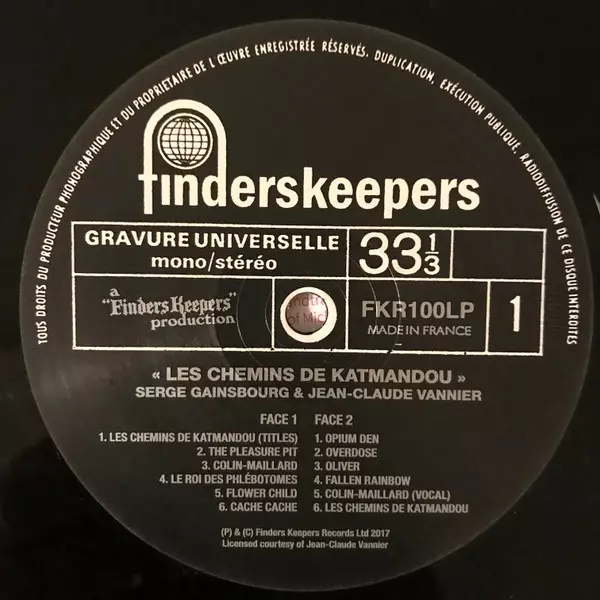 TOUS DROITS DU PRODUCTEUR PHONOGRAPHIQUE ET DU PROPRIETAIRE DE L ŒUVRE ENREGISTRÉE RÉSERVÉS. DUPLICATION, EXÉCUTION PUBLIQUE, RADIODIFFUSION DE CE DISQUE INTERDITES
finderskeepers
GRAVURE UNIVERSELLE
mono/stéréo
33 1/3
a
"Finders Keepers"
production
FKR100LP
MADE IN FRANCE
1
« LES CHEMINS DE KATMANDOU »
SERGE GAINSBOURG & JEAN-CLAUDE VANNIER
FACE 1
1. LES CHEMINS DE KATMANDOU (TITLES)
2. THE PLEASURE PIT
3. COLIN-MAILLARD
4. LE ROI DES PHLÉBOTOMES
5. FLOWER CHILD
6. CACHE CACHE
FACE 2
1. OPIUM DEN
2. OVERDOSE
3. OLIVER
4. FALLEN RAINBOW
5. COLIN-MAILLARD (VOCAL)
6. LES CHEMINS DE KATMANDOU
(P) & (C) Finders Keepers Records Ltd 2017
Licensed courtesy of Jean-Claude Vannier